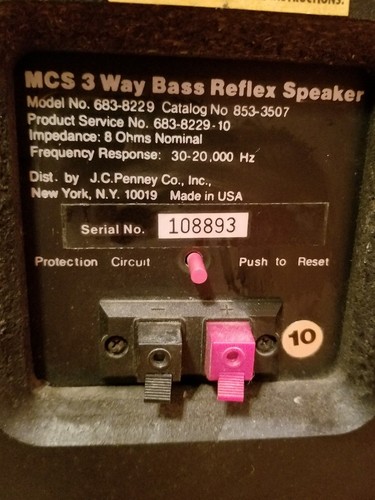 INSTRUCTIONS.
MCS 3 Way Bass Reflex Speaker
Model No. 683-8229 Catalog No 853-3507
Product Service No. 683-8229-10
Impedance: 8 Ohms Nominal
Frequency Response: 30-20,000 Hz
Dist. by J.C.Penney Co., Inc.,
New York, N.Y. 10019 Made in USA
Serial No. 108893
Protection Circuit Push to Reset
- +
10